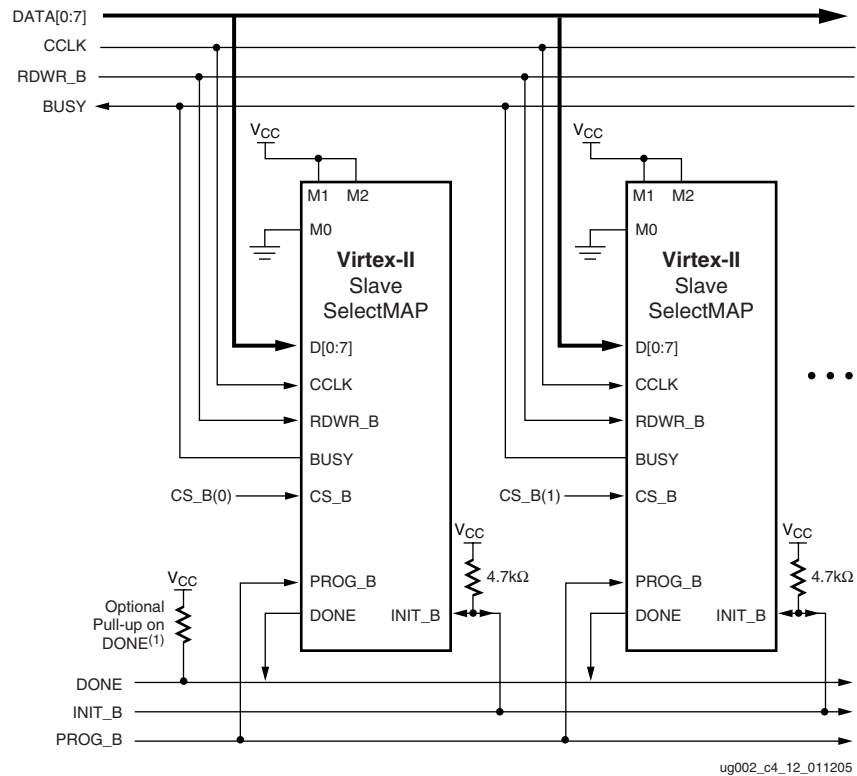 DATA[0:7]
CCLK
RDWR_B
BUSY
VCC
VCC
M1 M2
M1 M2
M0
M0
Virtex-II
Slave
SelectMAP
Virtex-II
Slave
SelectMAP
D[0:7]
D[0:7]
CCLK
CCLK
RDWR_B
RDWR_B
BUSY
BUSY
CS_B(0)
CS_B
CS_B(1)
CS_B
VCC
VCC
4.7kΩ
4.7kΩ
PROG_B
PROG_B
VCC
Optional
Pull-up on
DONE(1)
DONE INIT_B
DONE INIT_B
DONE
INIT_B
PROG_B
ug002_c4_12_011205